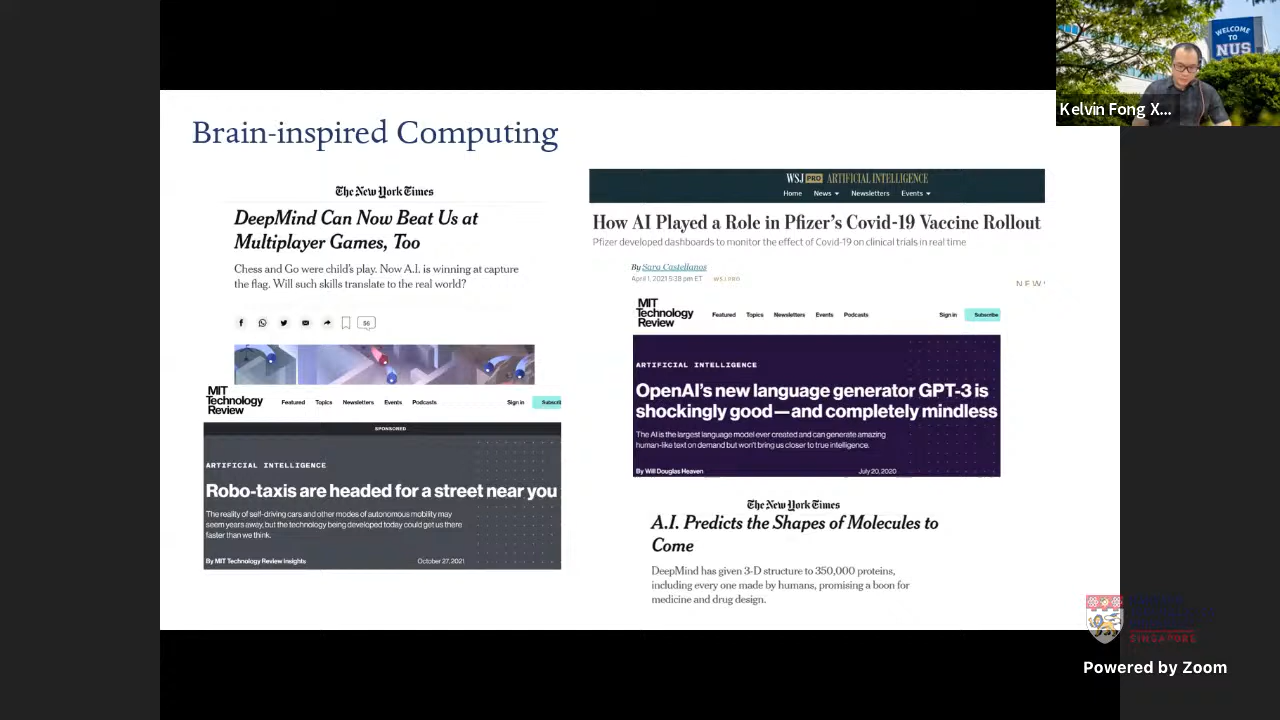 WELCOME
TO
NUS
Kelvin Fong X...
Brain-inspired Computing
The New York Times
DeepMind Can Now Beat Us at
Multiplayer Games, Too
Chess and Go were child's play. Now A.I. is winning at capture
the flag. Will such skills translate to the real world?
56
MIT
Technology
Review
Featured Topics Newsletters Events Podcasts
Sign in Subscribe
SPONSORED
ARTIFICIAL INTELLIGENCE
Robo-taxis are headed for a street near you
The reality of self-driving cars and other modes of autonomous mobility may
seem years away, but the technology being developed today could get us there
faster than we think.
By MIT Technology Review Insights October 27, 2021
WSJ PRO ARTIFICIAL INTELLIGENCE
Home News Newsletters Events
How AI Played a Role in Pfizer's Covid-19 Vaccine Rollout
Pfizer developed dashboards to monitor the effect of Covid-19 on clinical trials in real time
By Sara Castellanos
April 1, 2021 5:38 pm ET WSJ PRO
NEW
MIT
Technology
Review
Featured Topics Newsletters Events Podcasts
Sign in Subscribe
ARTIFICIAL INTELLIGENCE
OpenAI's new language generator GPT-3 is
shockingly good—and completely mindless
The AI is the largest language model ever created and can generate amazing
human-like text on demand but won't bring us closer to true intelligence.
By Will Douglas Heaven July 20, 2020
The New York Times
A.I. Predicts the Shapes of Molecules to
Come
DeepMind has given 3-D structure to 350,000 proteins,
including every one made by humans, promising a boon for
medicine and drug design.
SINGAPORE
Powered by Zoom